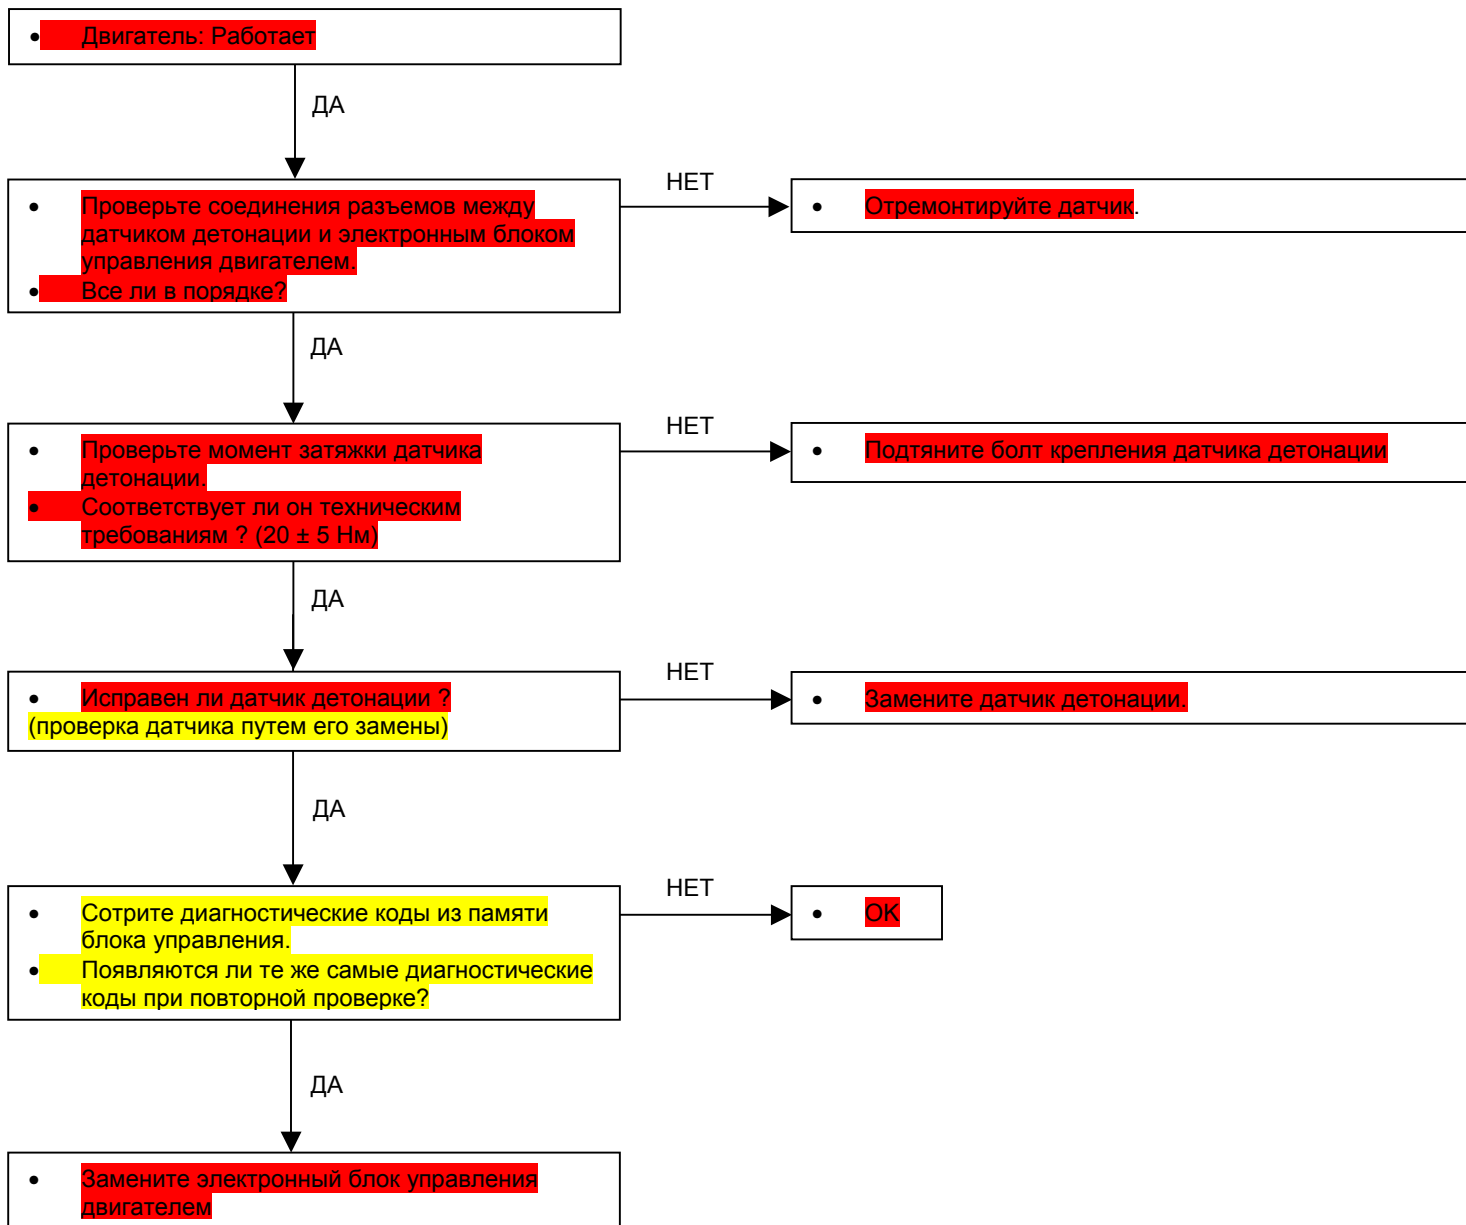 • Двигатель: Работает
ДА
• Проверьте соединения разъемов между
датчиком детонации и электронным блоком
управления двигателем.
• Все ли в порядке?
НЕТ
• Отремонтируйте датчик.
ДА
• Проверьте момент затяжки датчика
детонации.
• Соответствует ли он техническим
требованиям ? (20 ± 5 Нм)
НЕТ
• Подтяните болт крепления датчика детонации
ДА
• Исправен ли датчик детонации ?
(проверка датчика путем его замены)
НЕТ
• Замените датчик детонации.
ДА
• Сотрите диагностические коды из памяти
блока управления.
• Появляются ли те же самые диагностические
коды при повторной проверке?
НЕТ
• OK
ДА
• Замените электронный блок управления
двигателем